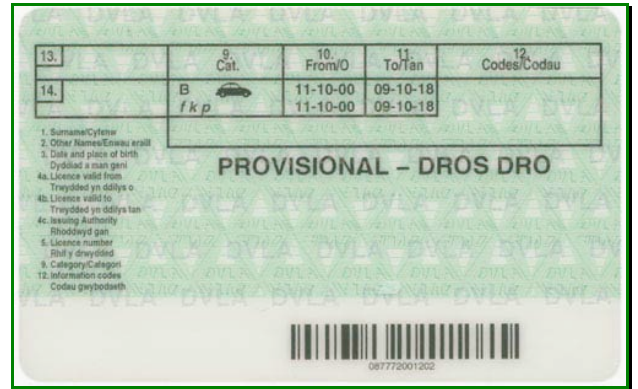 13. 9. Cat. 10. From/O 11. To/Tan 12. Codes/Codau
14. B 11-10-00 09-10-18
f k p 11-10-00 09-10-18
PROVISIONAL – DROS DRO
1. Surname/Cyfenw
2. Other Names/Enwau eraill
3. Date and place of birth
Dyddiad a man geni
4a. Licence valid from
Trwydded yn ddilys o
4b. Licence valid to
Trwydded yn ddilys tan
4c. Issuing Authority
Rhoddwyd gan
5. Licence number
Rhif y drwydded
9. Category/Categori
12. Information codes
Codau gwybodaeth
DVLA
087772001202